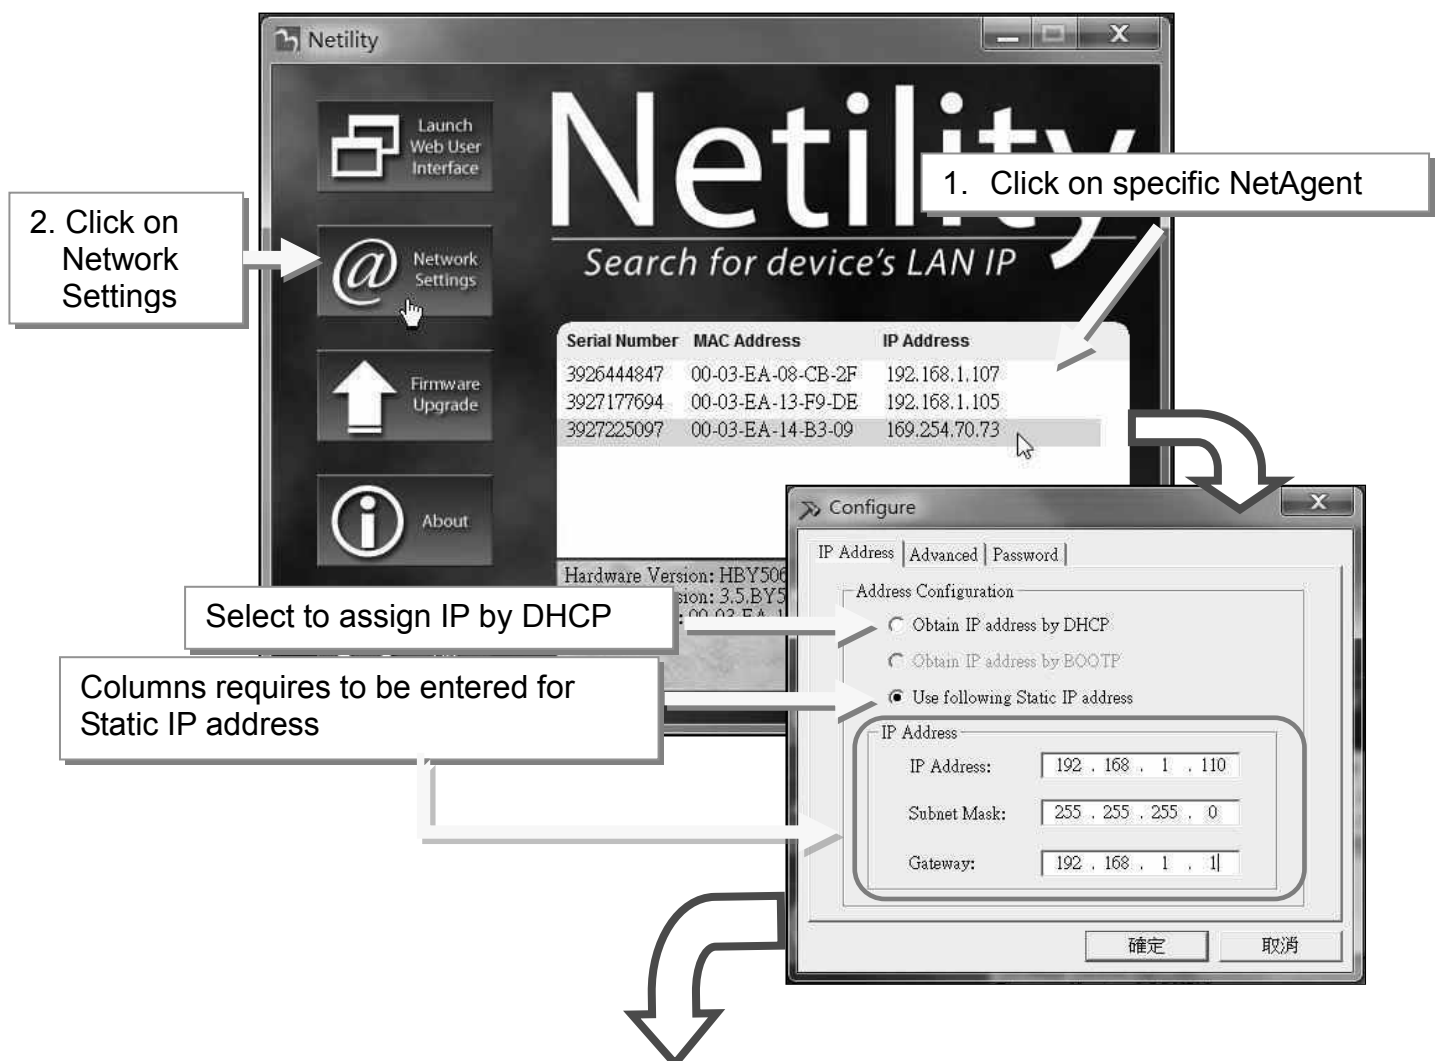 Netility
Launch
Web User
Interface
Netility
1. Click on specific NetAgent
2. Click on
Network
Settings
Network
Settings
Search for device's LAN IP
Serial Number MAC Address IP Address
3926444847 00-03-EA-08-CB-2F 192.168.1.107
3927177694 00-03-EA-13-F9-DE 192.168.1.105
3927225097 00-03-EA-14-B3-09 169.254.70.73
Firmware
Upgrade
About
Hardware Version: HBY506
sion: 3.5.BY5
Select to assign IP by DHCP
Columns requires to be entered for
Static IP address
Configure
IP Address Advanced Password
Address Configuration
Obtain IP address by DHCP
Obtain IP address by BOOTP
Use following Static IP address
IP Address
IP Address: 192 . 168 . 1 . 110
Subnet Mask: 255 . 255 . 255 . 0
Gateway: 192 . 168 . 1 . 1
確定 取消